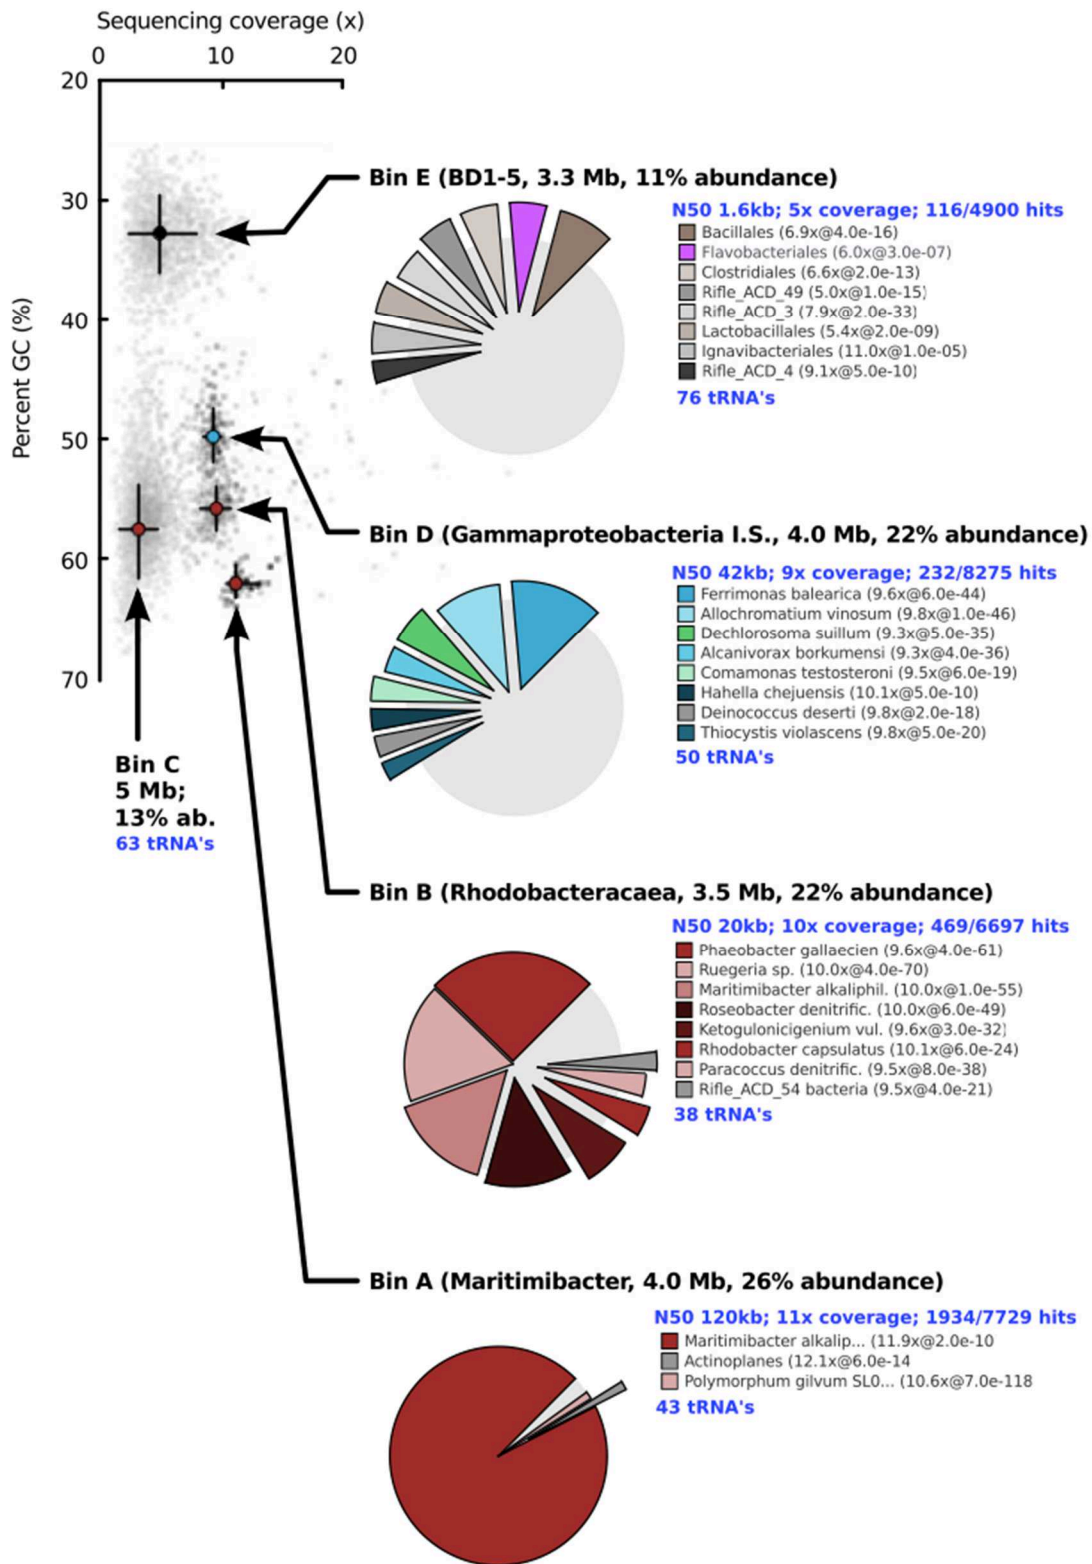 Sequencing coverage (x)
0 10 20
Percent GC (%)
20
30
40
50
60
70
Bin E (BD1-5, 3.3 Mb, 11% abundance)
N50 1.6kb; 5x coverage; 116/4900 hits
Bacillales (6.9x@4.0e-16)
Flavobacteriales (6.0x@3.0e-07)
Clostridiales (6.6x@2.0e-13)
Rifle_ACD_49 (5.0x@1.0e-15)
Rifle_ACD_3 (7.9x@2.0e-33)
Lactobacillales (5.4x@2.0e-09)
Ignavibacteriales (11.0x@1.0e-05)
Rifle_ACD_4 (9.1x@5.0e-10)
76 tRNA's
Bin D (Gammaproteobacteria I.S., 4.0 Mb, 22% abundance)
N50 42kb; 9x coverage; 232/8275 hits
Ferrimonas balearica (9.6x@6.0e-44)
Allochromatium vinosum (9.8x@1.0e-46)
Dechlorosoma suillum (9.3x@5.0e-35)
Alcanivorax borkumensi (9.3x@4.0e-36)
Comamonas testosteroni (9.5x@6.0e-19)
Hahella chejuensis (10.1x@5.0e-10)
Deinococcus deserti (9.8x@2.0e-18)
Thiocystis violascens (9.8x@5.0e-20)
50 tRNA's
Bin C
5 Mb;
13% ab.
63 tRNA's
Bin B (Rhodobacteracaea, 3.5 Mb, 22% abundance)
N50 20kb; 10x coverage; 469/6697 hits
Phaeobacter gallaecien (9.6x@4.0e-61)
Ruegeria sp. (10.0x@4.0e-70)
Maritimibacter alkaliphil. (10.0x@1.0e-55)
Roseobacter denitrific. (10.0x@6.0e-49)
Ketogulonicigenium vul. (9.6x@3.0e-32)
Rhodobacter capsulatus (10.1x@6.0e-24)
Paracoccus denitrific. (9.5x@8.0e-38)
Rifle_ACD_54 bacteria (9.5x@4.0e-21)
38 tRNA's
Bin A (Maritimibacter, 4.0 Mb, 26% abundance)
N50 120kb; 11x coverage; 1934/7729 hits
Maritimibacter alkalip... (11.9x@2.0e-10
Actinoplanes (12.1x@6.0e-14
Polymorphum gilvum SL0... (10.6x@7.0e-118
43 tRNA's